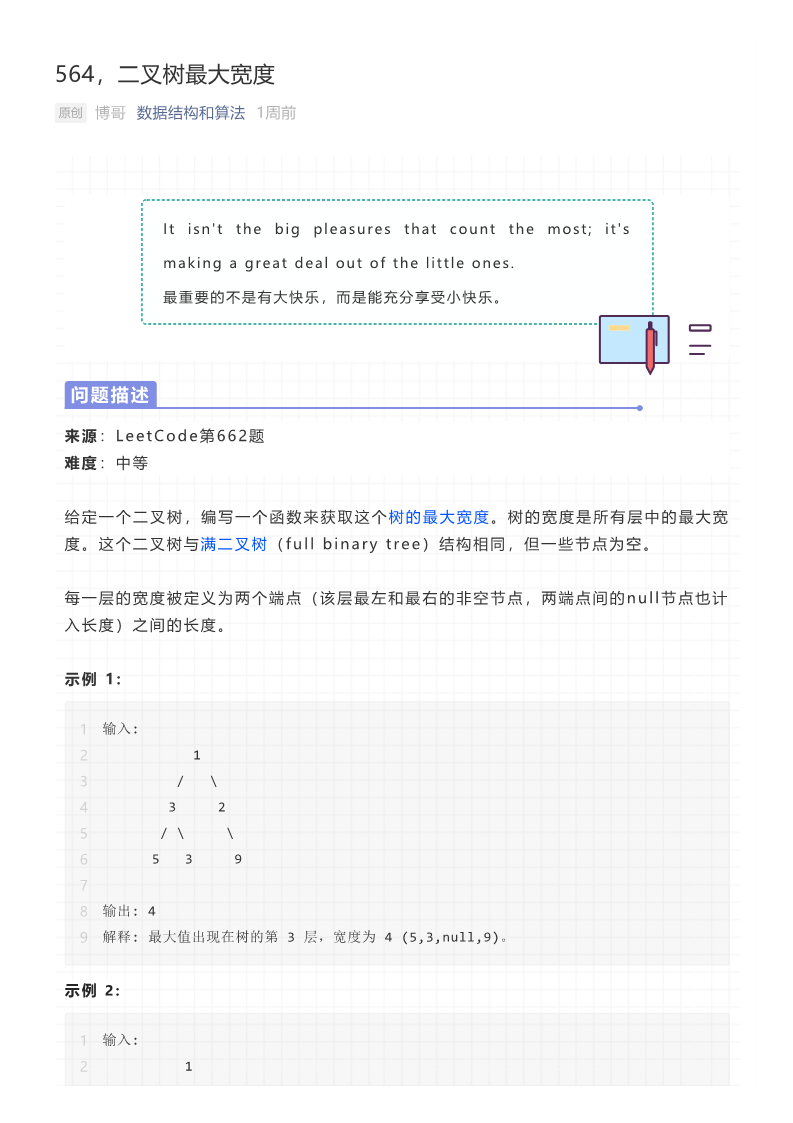 564，二叉树最大宽度
原创 博哥 数据结构和算法 1周前
It isn't the big pleasures that count the most; it's
making a great deal out of the little ones.
最重要的不是有大快乐，而是能充分享受小快乐。
问题描述
来源：LeetCode第662题
难度：中等
给定一个二叉树，编写一个函数来获取这个树的最大宽度。树的宽度是所有层中的最大宽
度。这个二叉树与满二叉树（full binary tree）结构相同，但一些节点为空。
每一层的宽度被定义为两个端点（该层最左和最右的非空节点，两端点间的null节点也计
入长度）之间的长度。
示例 1：
1 输入：
2 1
3 / \
4 3 2
5 / \ \
6 5 3 9
7
8 输出：4
9 解释：最大值出现在树的第 3 层，宽度为 4 (5,3,null,9)。
示例 2：
1 输入：
2 1